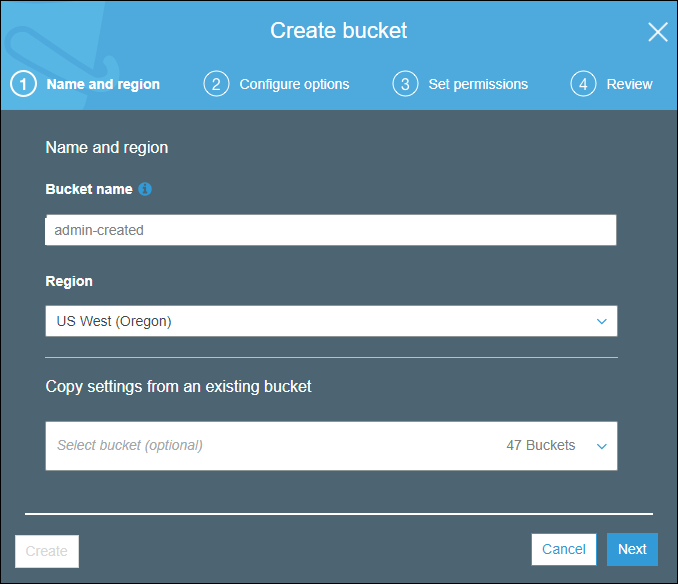 Create bucket
1 Name and region 2 Configure options 3 Set permissions 4 Review
Name and region
Bucket name
admin-created
Region
US West (Oregon)
Copy settings from an existing bucket
Select bucket (optional) 47 Buckets
Create Cancel Next